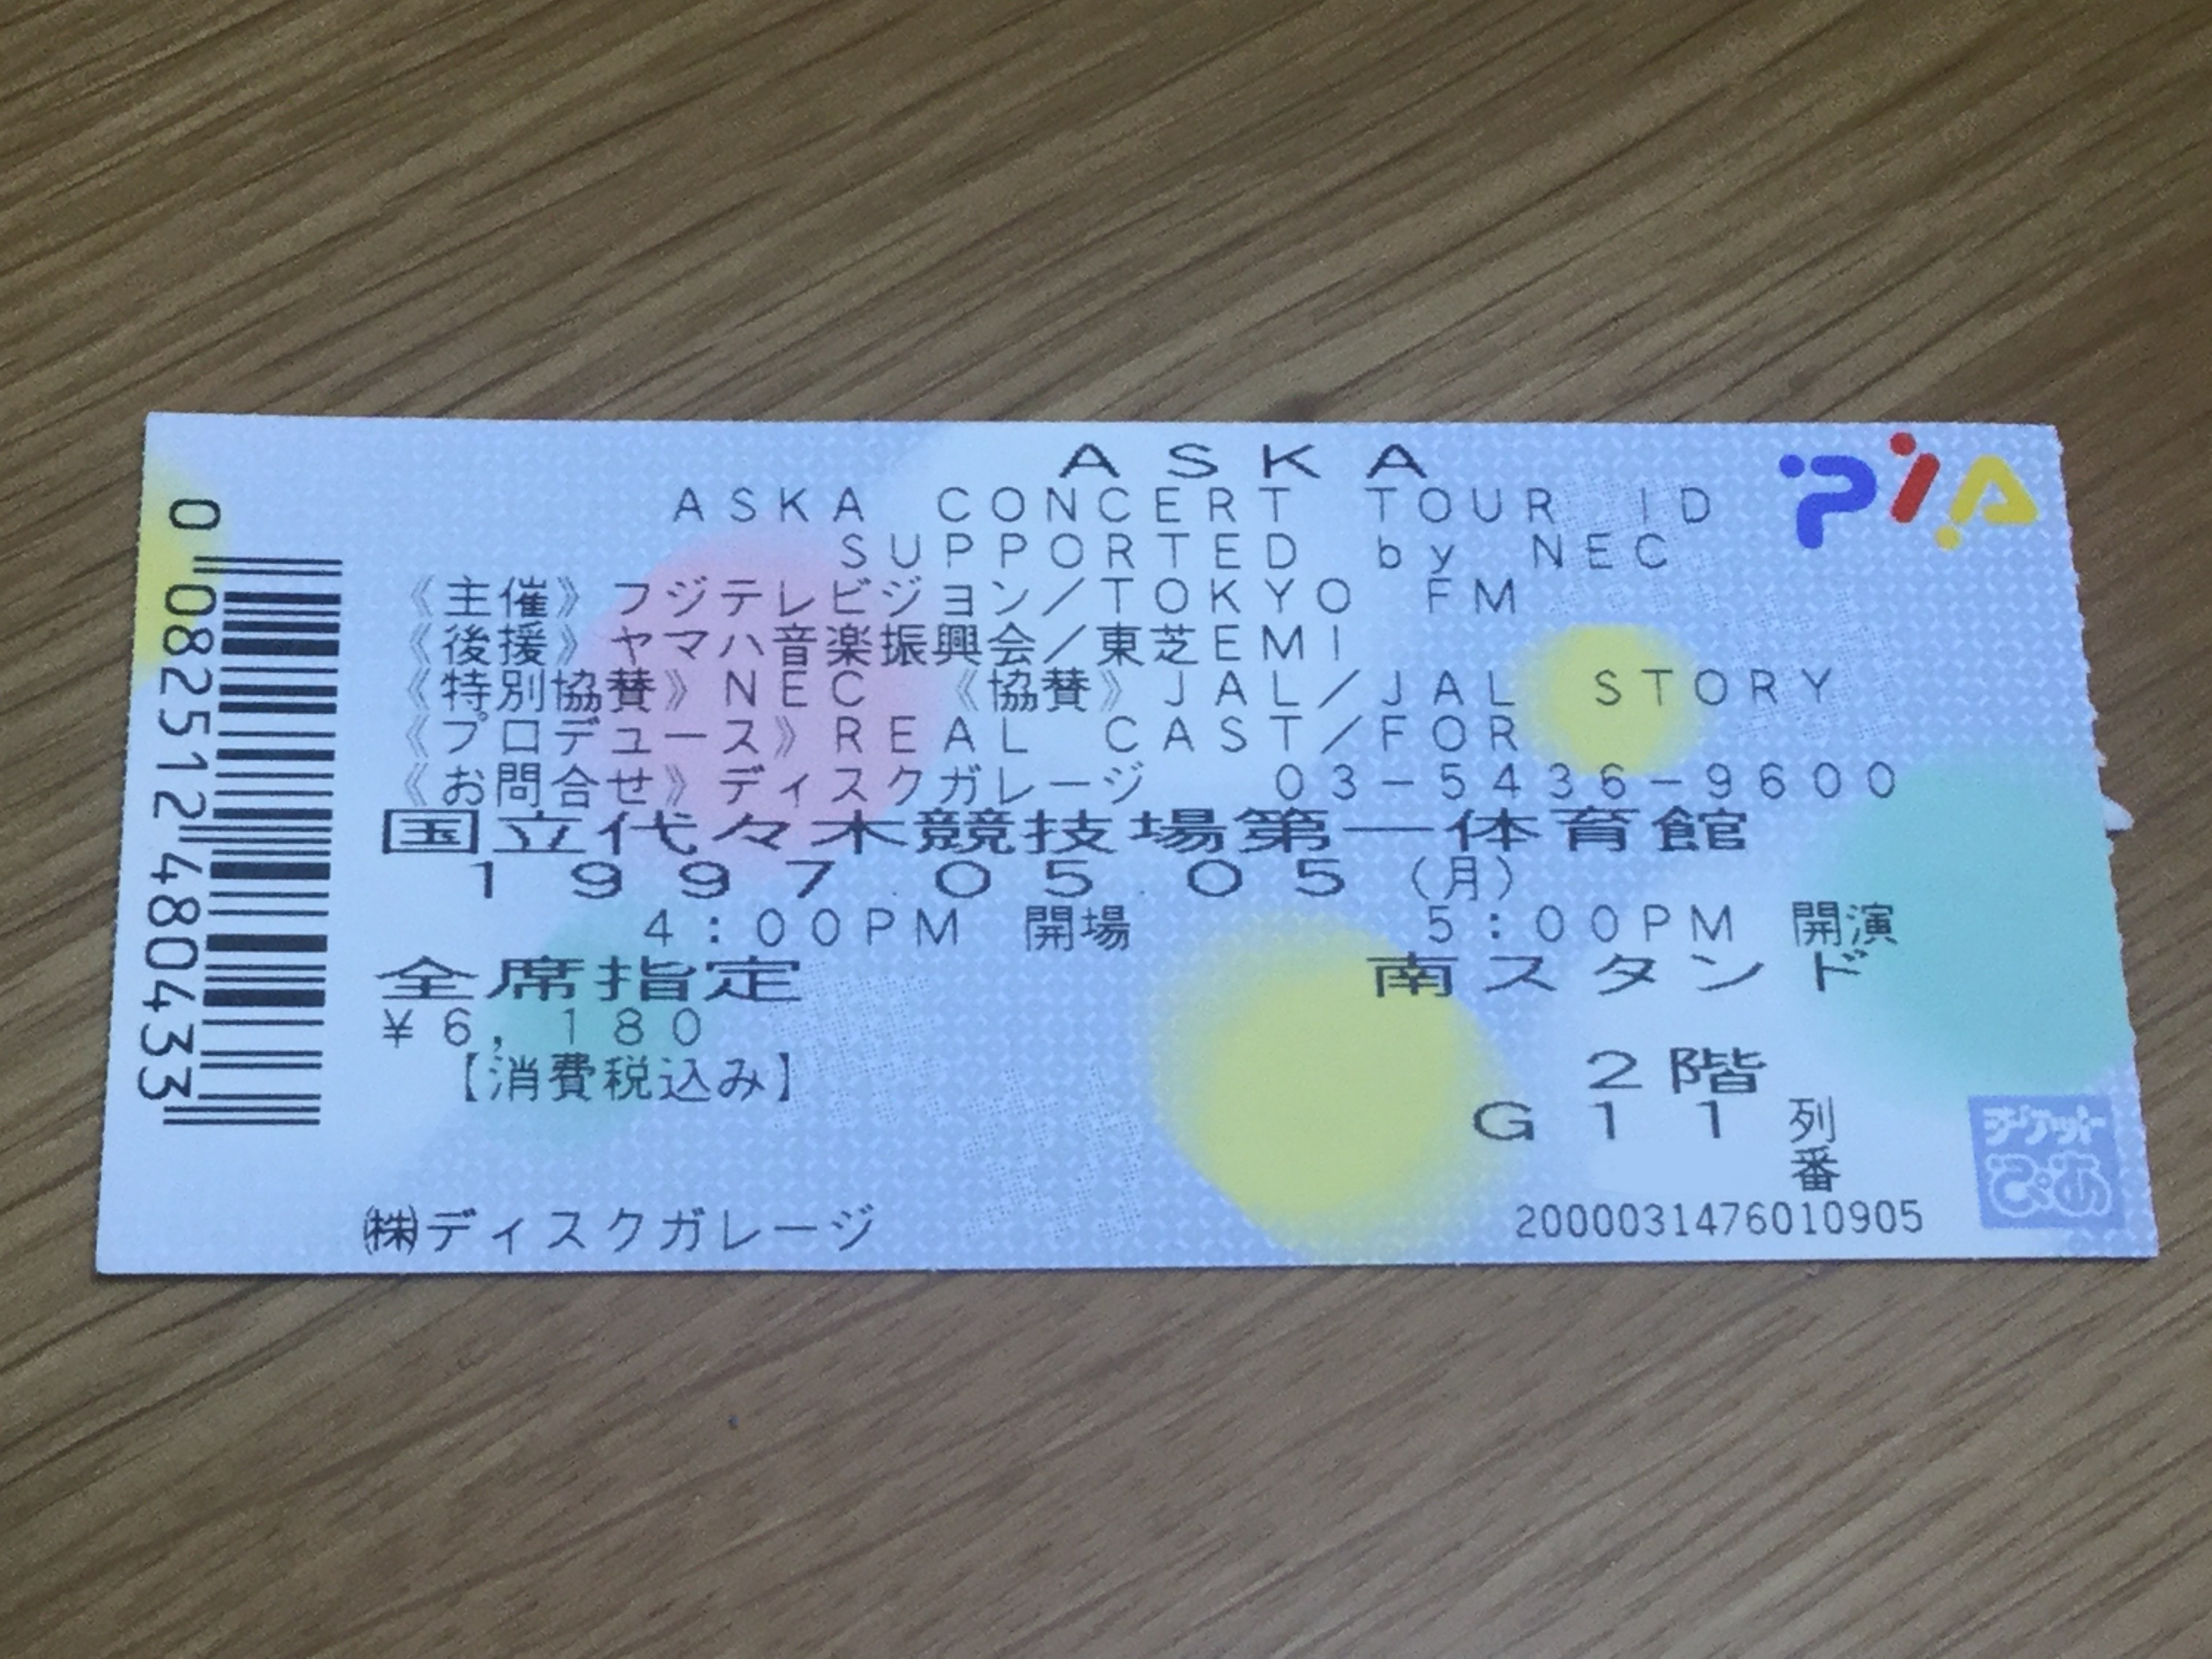 ASKA
PIA
ASKA CONCERT TOUR ID
SUPPORTED by NEC
《主催》フジテレビジョン／TOKYO FM
《後援》ヤマハ音楽振興会／東芝EMI
《特別協賛》NEC 《協賛》JAL／JAL STORY
《プロデュース》REAL CAST／FOR
《お問合せ》ディスクガレージ 03-5436-9600
国立代々木競技場第一体育館
1997.05.05（月）
4:00PM 開場 5:00PM 開演
全席指定 南スタンド
¥6,180
2階
【消費税込み】
G11列
番
㈱ディスクガレージ
2000031476010905
チケットぴあ
0 082512 480433